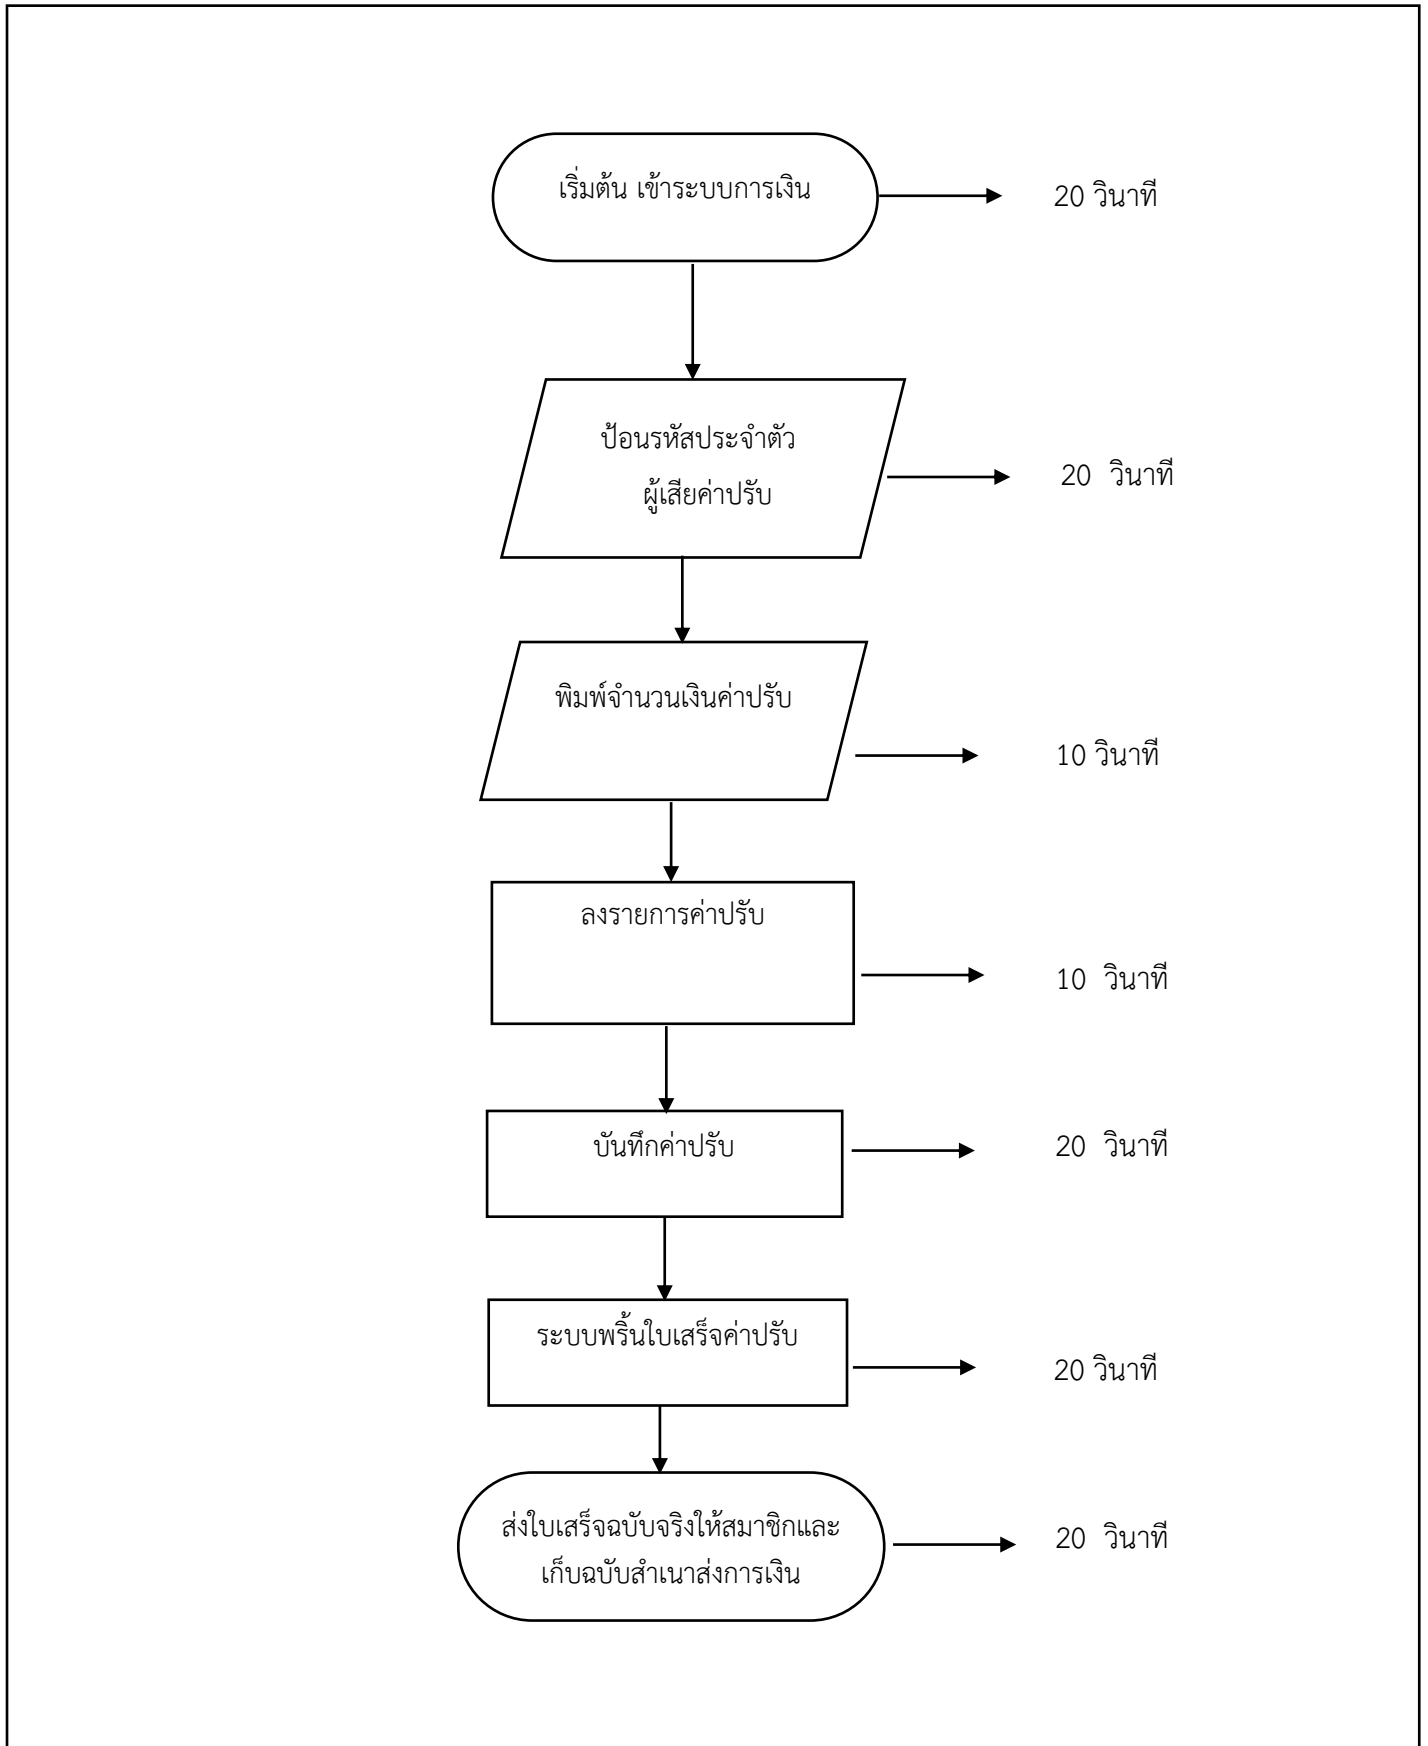 เริ่มต้น เข้าระบบการเงิน
20 วินาที
ป้อนรหัสประจำตัว
ผู้เสียค่าปรับ
20 วินาที
พิมพ์จำนวนเงินค่าปรับ
10 วินาที
ลงรายการค่าปรับ
10 วินาที
บันทึกค่าปรับ
20 วินาที
ระบบพริ้นใบเสร็จค่าปรับ
20 วินาที
ส่งใบเสร็จฉบับจริงให้สมาชิกและ
เก็บฉบับสำเนาส่งการเงิน
20 วินาที